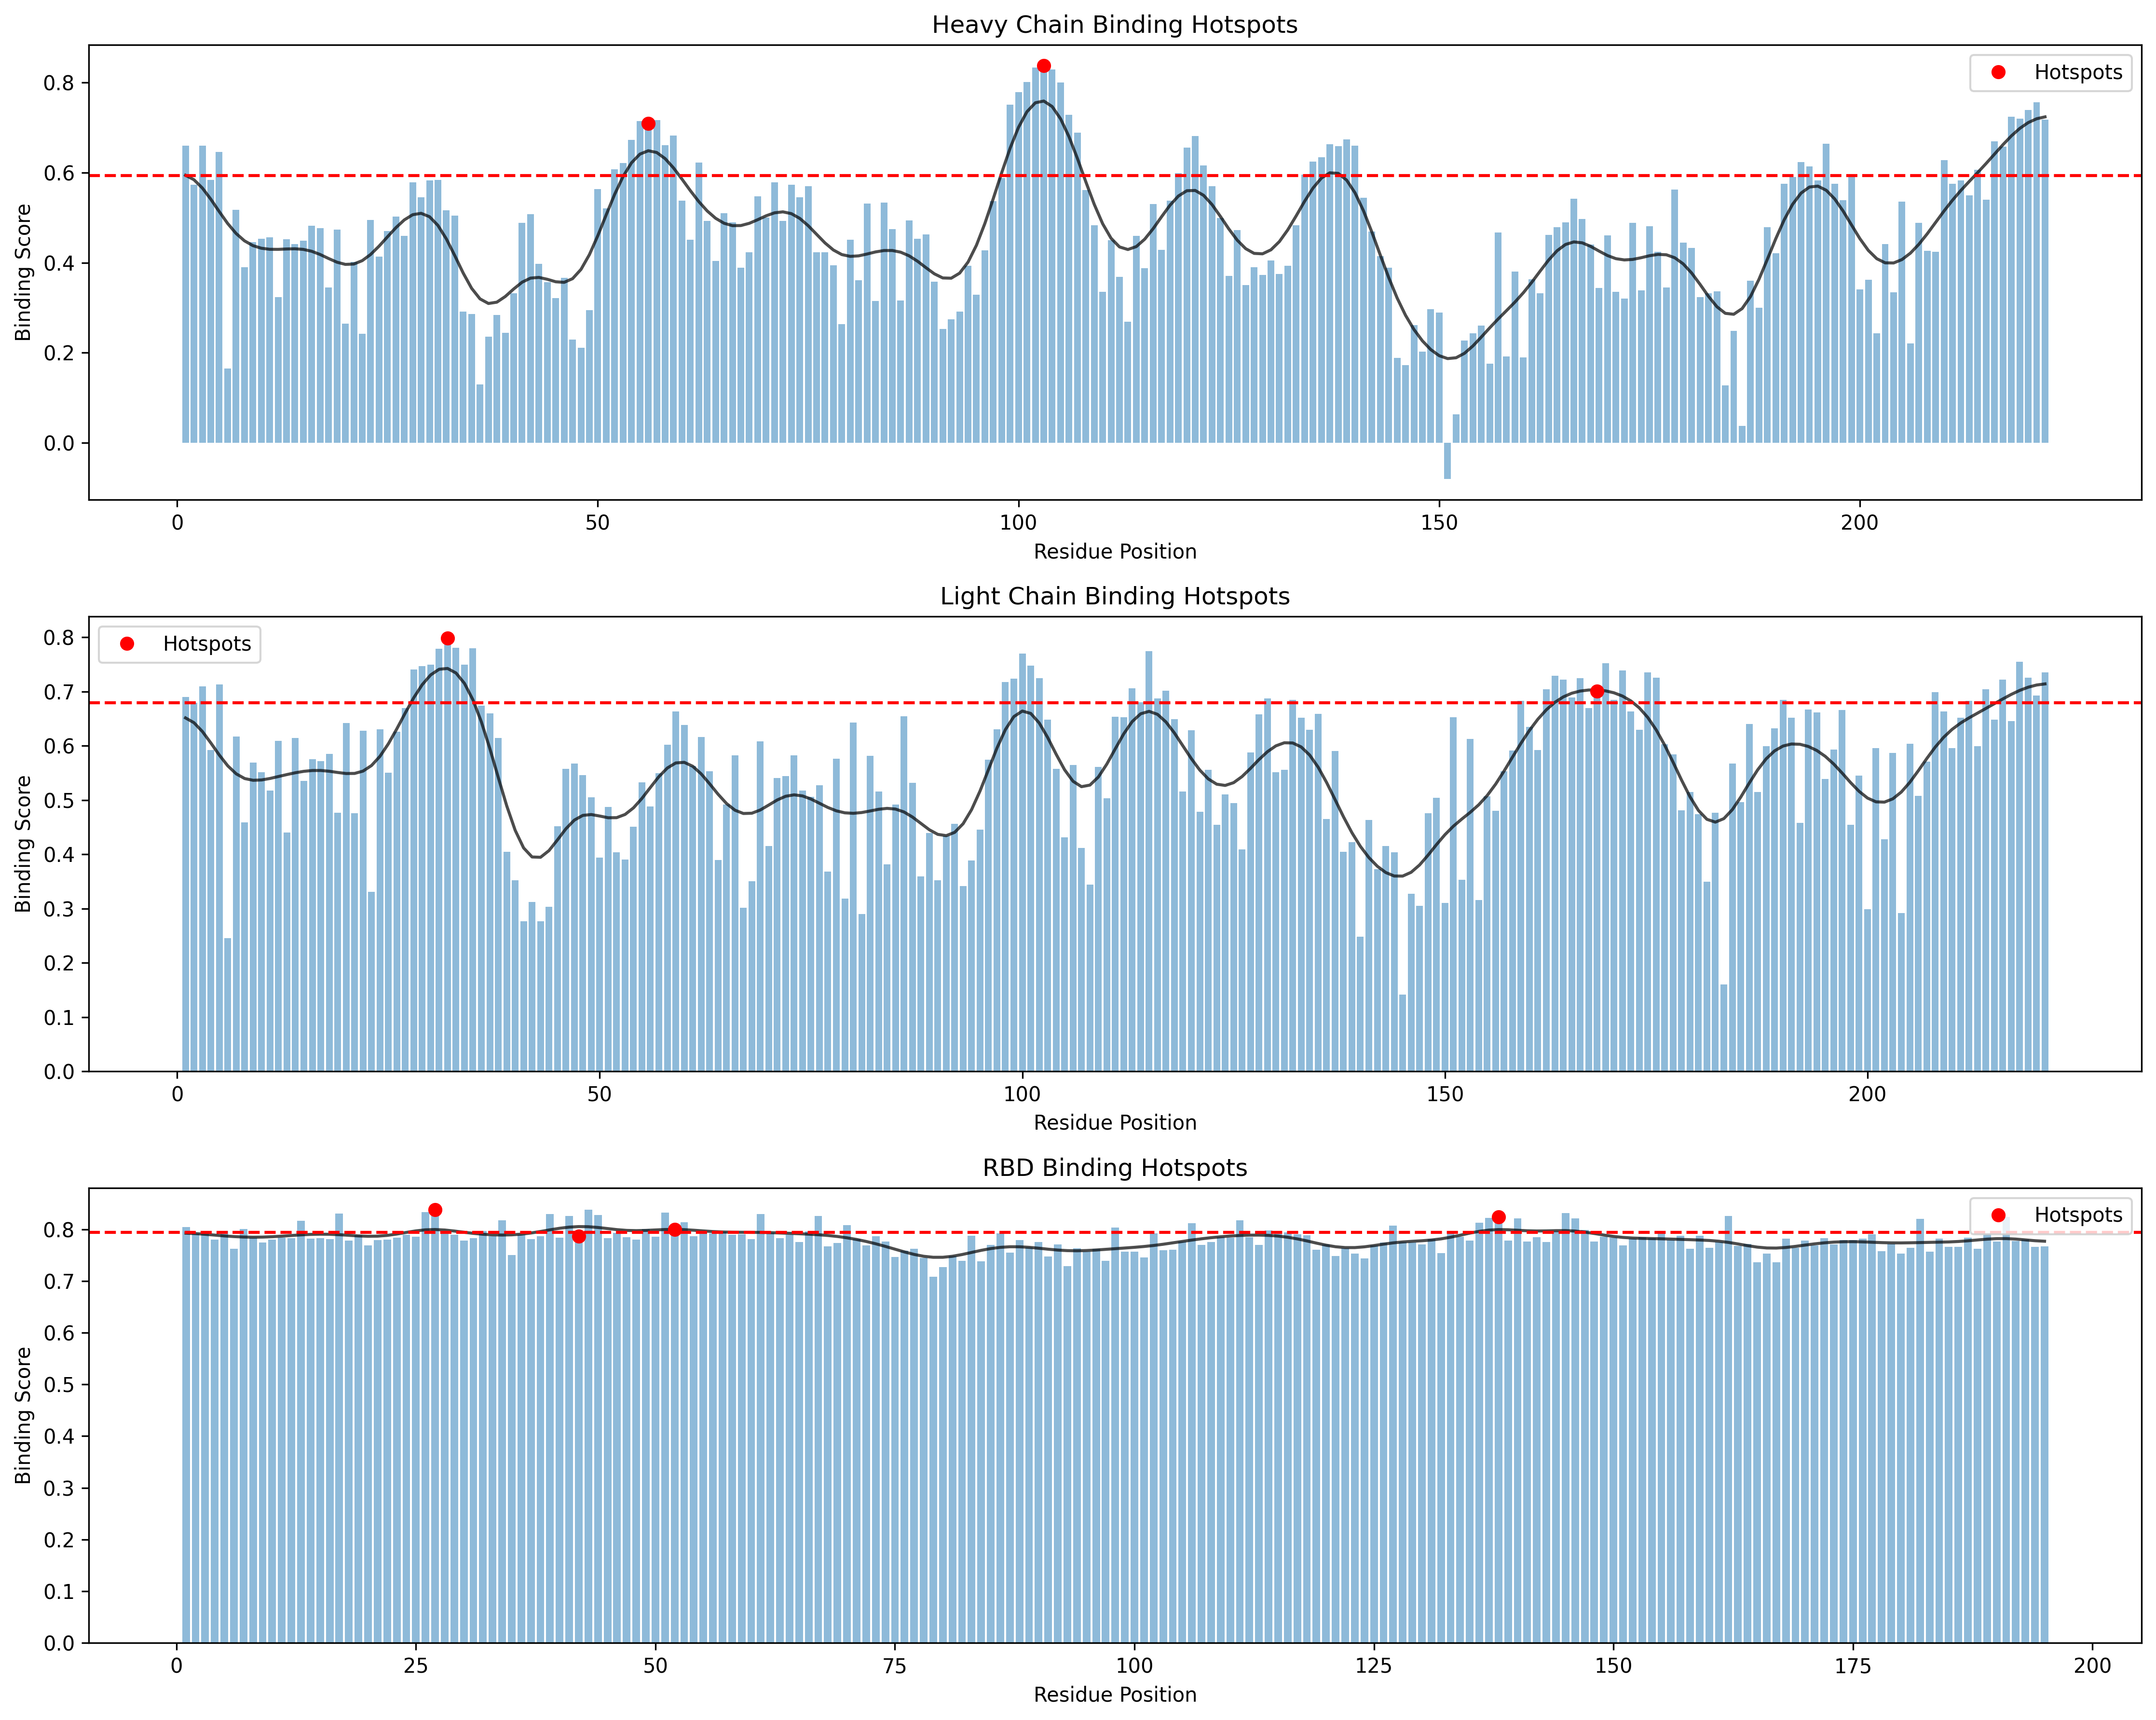 Heavy Chain Binding Hotspots
Hotspots
0.8
0.6
0.4
0.2
0.0
Binding Score
0 50 100 150 200
Residue Position
Light Chain Binding Hotspots
Hotspots
0.8
0.7
0.6
0.5
0.4
0.3
0.2
0.1
0.0
Binding Score
0 50 100 150 200
Residue Position
RBD Binding Hotspots
Hotspots
0.8
0.7
0.6
0.5
0.4
0.3
0.2
0.1
0.0
Binding Score
0 25 50 75 100 125 150 175 200
Residue Position